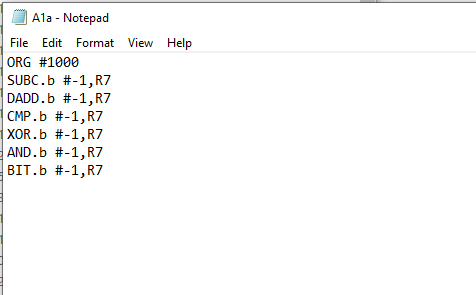 A1a - Notepad
File Edit Format View Help
ORG #1000
SUBC.b #-1,R7
DADD.b #-1,R7
CMP.b #-1,R7
XOR.b #-1,R7
AND.b #-1,R7
BIT.b #-1,R7